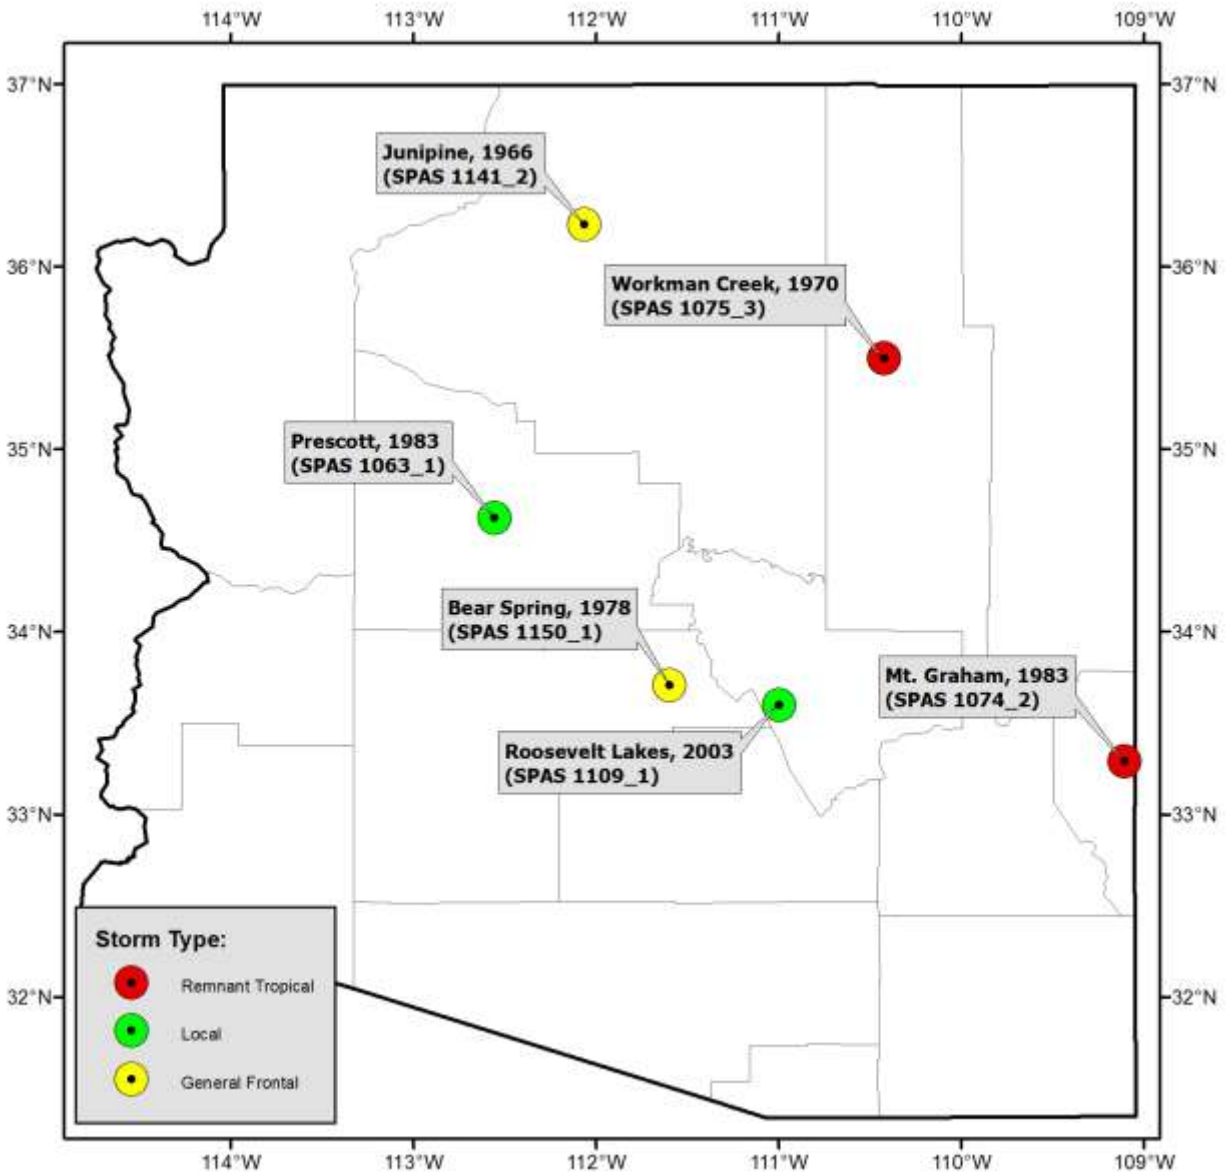 114°W 113°W 112°W 111°W 110°W 109°W
37°N 37°N
Junipine, 1966
(SPAS 1141_2)
36°N 36°N
Workman Creek, 1970
(SPAS 1075_3)
35°N 35°N
Prescott, 1983
(SPAS 1063_1)
Bear Spring, 1978
(SPAS 1150_1)
34°N 34°N
Mt. Graham, 1983
(SPAS 1074_2)
Roosevelt Lakes, 2003
(SPAS 1109_1)
33°N 33°N
Storm Type:
Remnant Tropical
32°N 32°N
Local
General Frontal
114°W 113°W 112°W 111°W 110°W 109°W